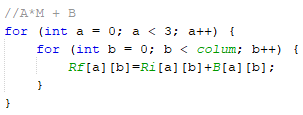 //A*M + B
for (int a = 0; a < 3; a++) {
for (int b = 0; b < colum; b++) {
Rf[a][b]=Ri[a][b]+B[a][b];
}
}